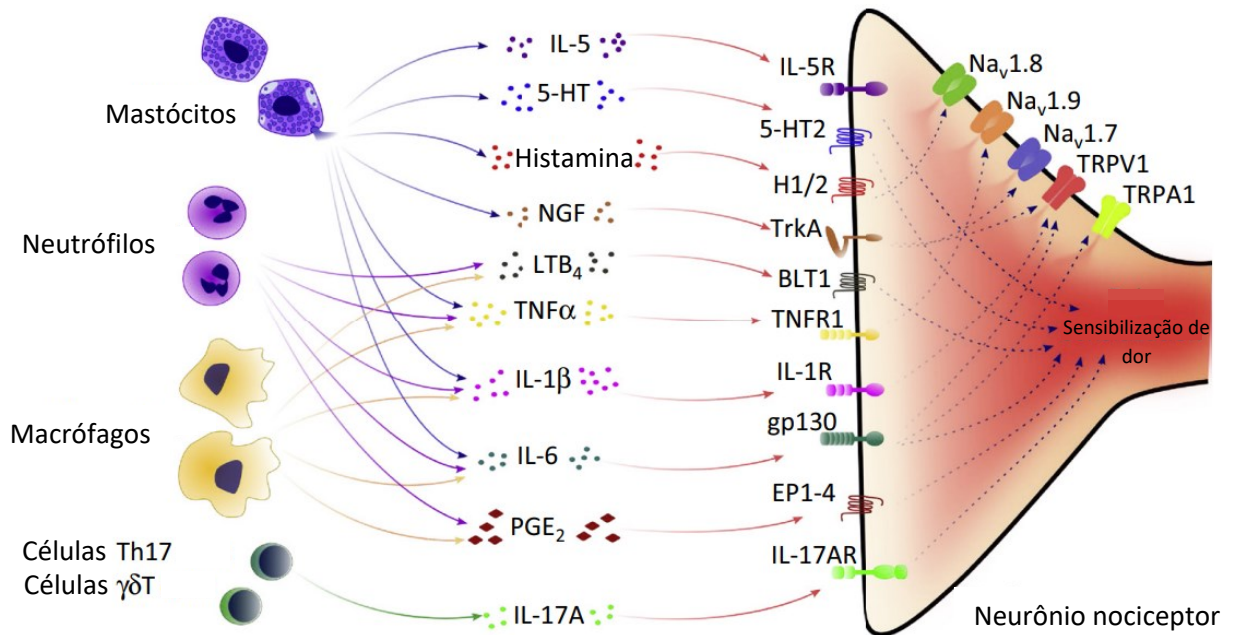 Mastócitos
Neutrófilos
Macrófagos
Células Th17
Células γδT
IL-5
5-HT
Histamina
NGF
LTB4
TNFα
IL-1β
IL-6
PGE2
IL-17A
IL-5R
5-HT2
H1/2
TrkA
BLT1
TNFR1
IL-1R
gp130
EP1-4
IL-17AR
Nav1.8
Nav1.9
Nav1.7
TRPV1
TRPA1
Sensibilização de
dor
Neurônio nociceptor